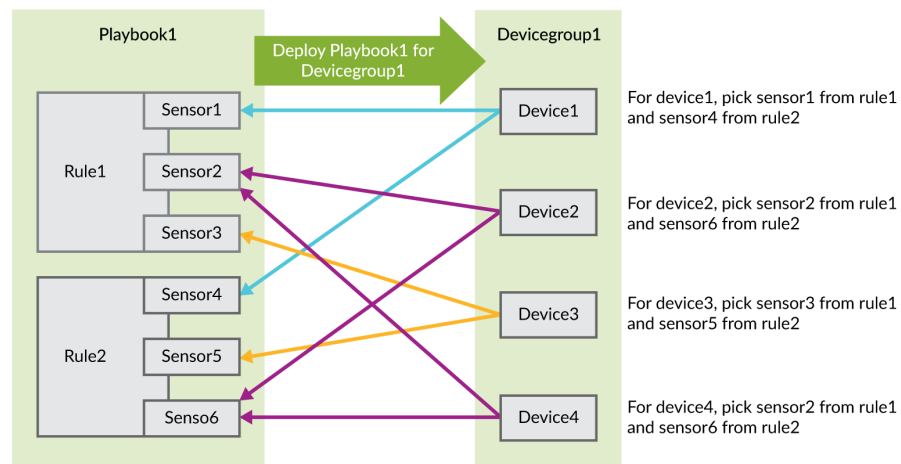 Playbook1
Deploy Playbook1 for
Devicegroup1
Devicegroup1
Rule1
Sensor1
Sensor2
Sensor3
Rule2
Sensor4
Sensor5
Senso6
Device1
For device1, pick sensor1 from rule1
and sensor4 from rule2
Device2
For device2, pick sensor2 from rule1
and sensor6 from rule2
Device3
For device3, pick sensor3 from rule1
and sensor5 from rule2
Device4
For device4, pick sensor2 from rule1
and sensor6 from rule2